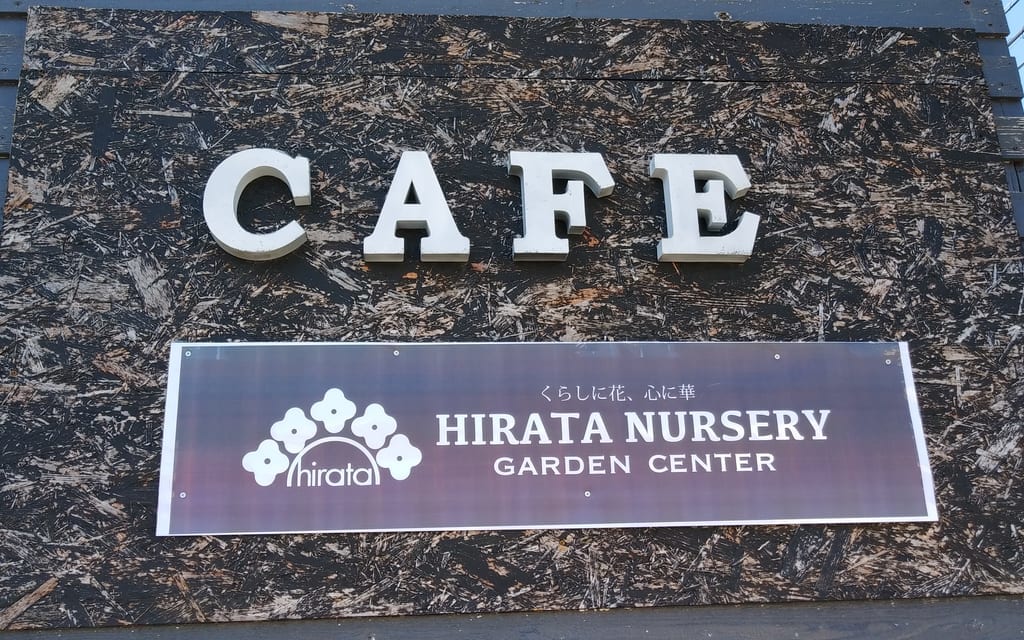 CAFE
くらしに花、心に華
HIRATA NURSERY
GARDEN CENTER
hirata